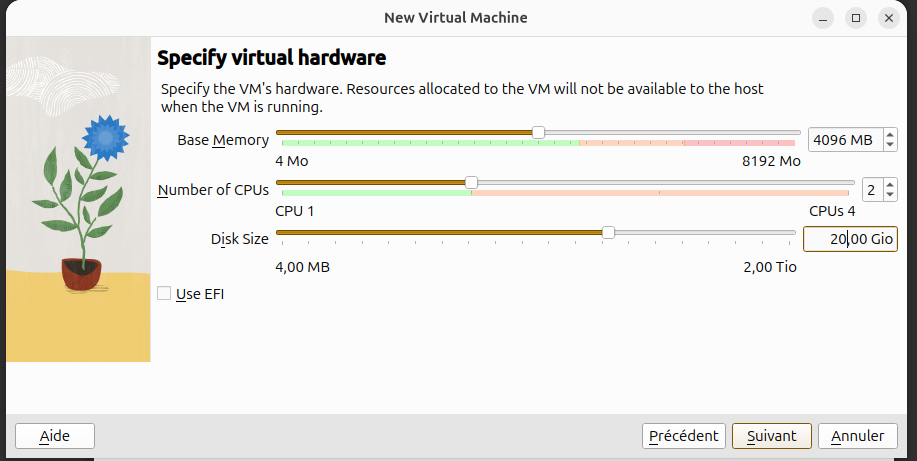 New Virtual Machine
Specify virtual hardware
Specify the VM's hardware. Resources allocated to the VM will not be available to the host
when the VM is running.
Base Memory 4096 MB
4 Mo 8192 Mo
Number of CPUs 2
CPU 1 CPUs 4
Disk Size 20,00 Gio
4,00 MB 2,00 Tio
Use EFI
Aide Précédent Suivant Annuler